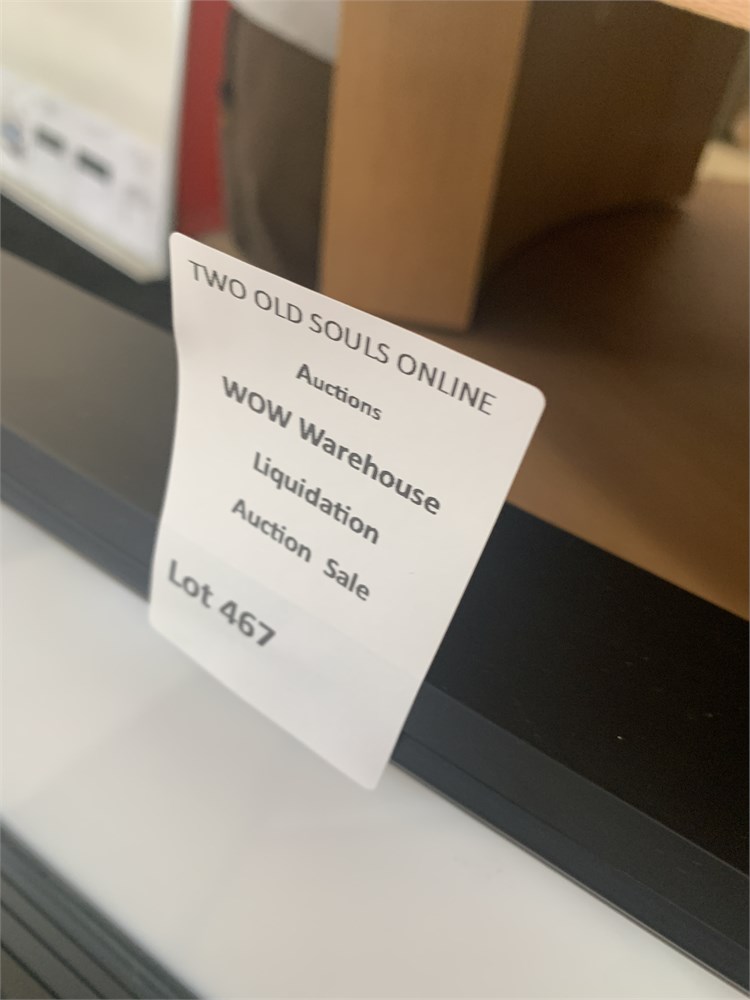 TWO OLD SOULS ONLINE
Auctions
WOW Warehouse
Liquidation
Auction Sale
Lot 467